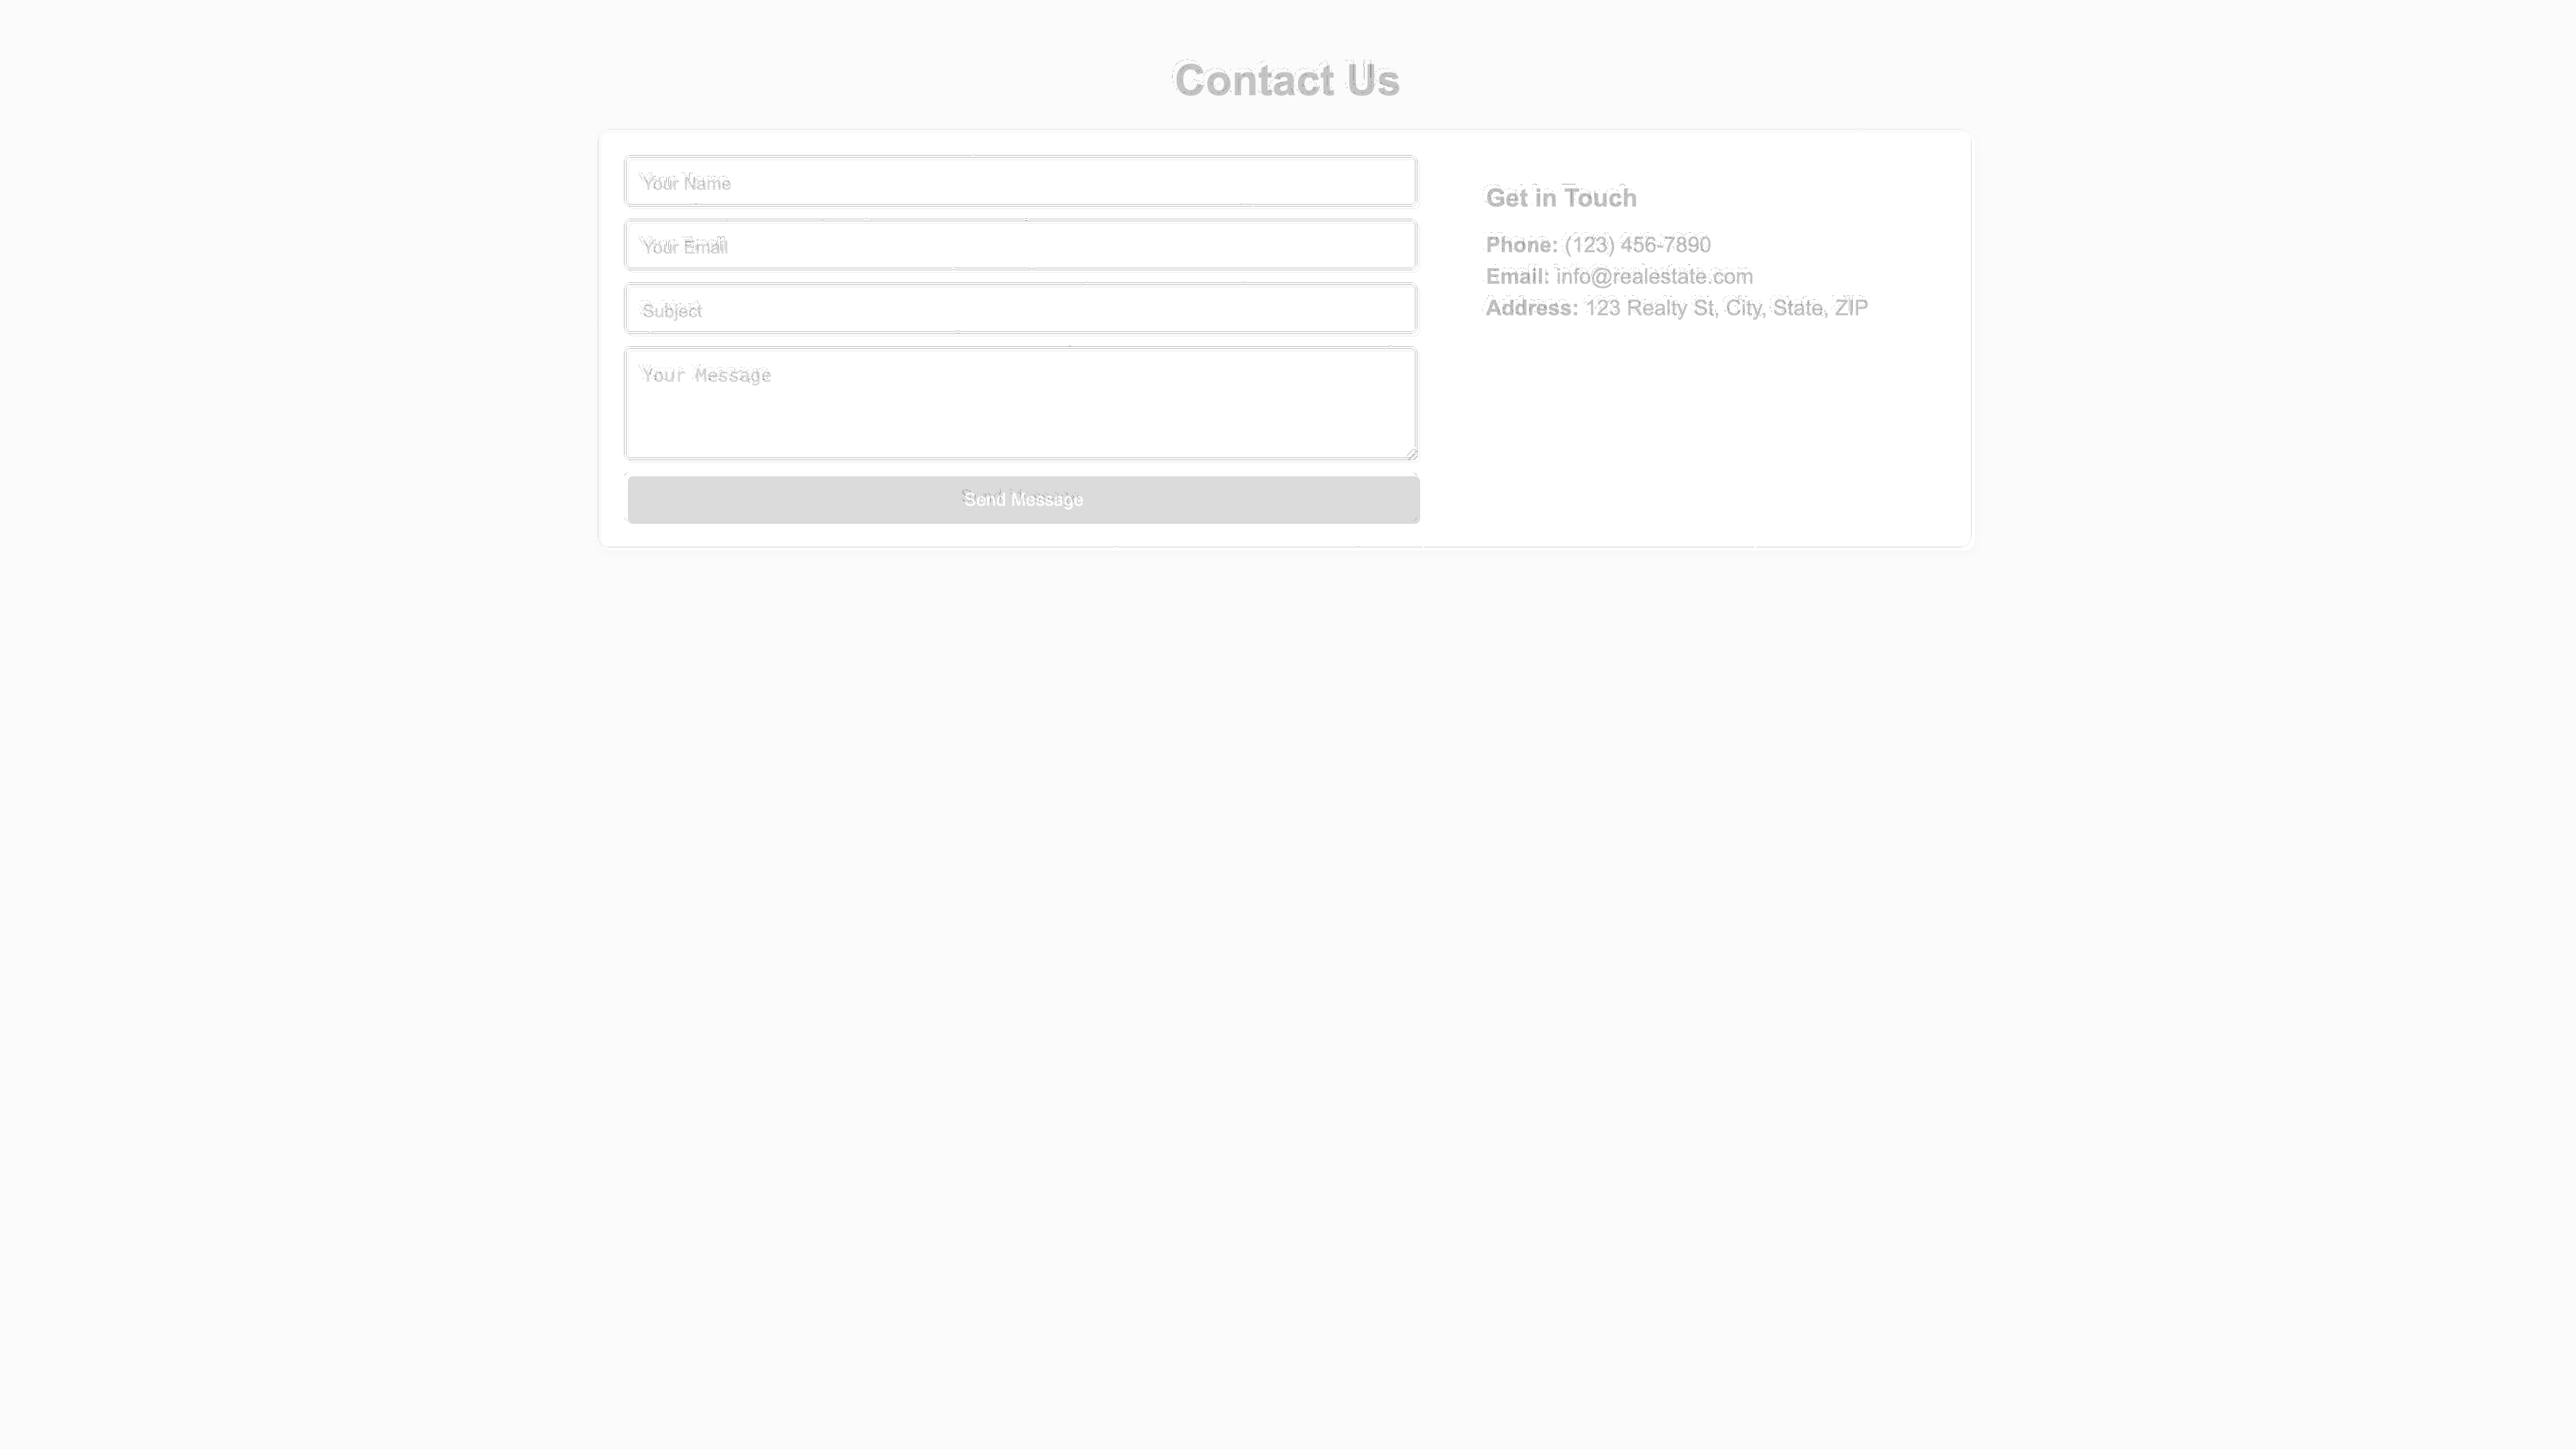 Contact Us
Your Name
Your Email
Subject
Your Message
Send Message
Get in Touch
Phone: (123) 456-7890
Email: info@realestate.com
Address: 123 Realty St, City, State, ZIP